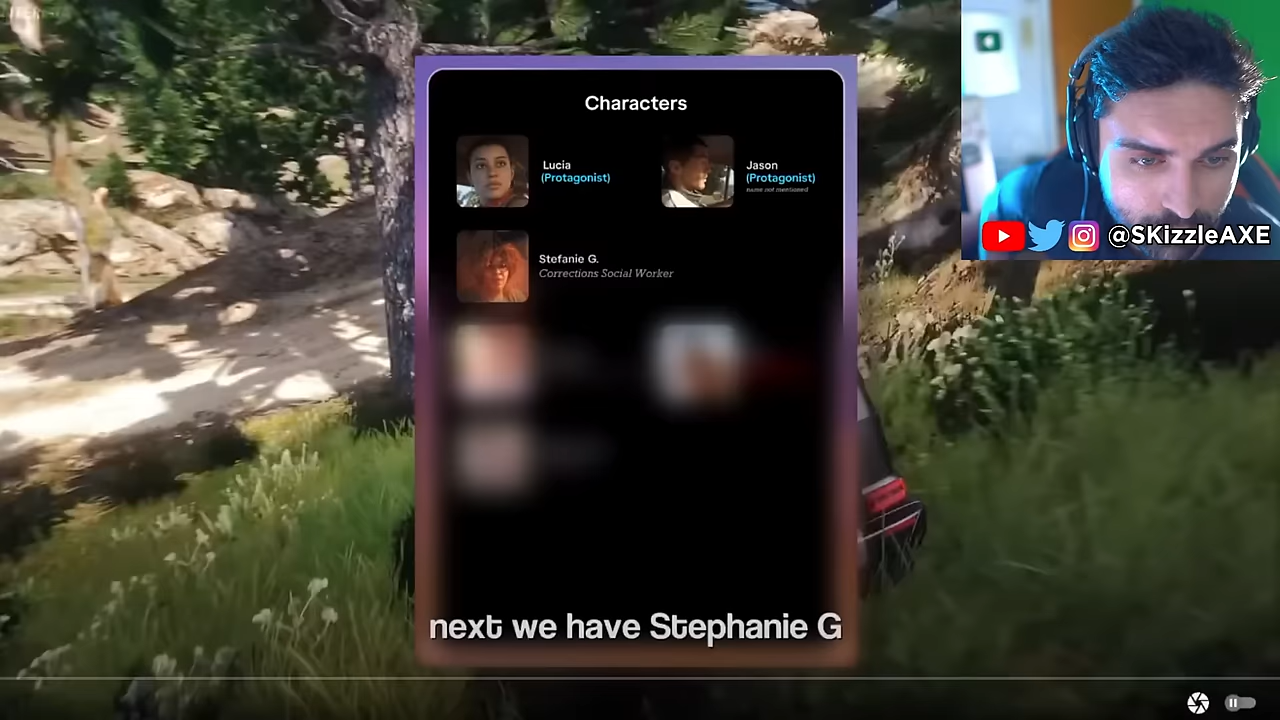 Characters
Lucia
(Protagonist)
Jason
(Protagonist)
name not mentioned
Stefanie G.
Corrections Social Worker
@SKizzleAXE
next we have Stephanie G